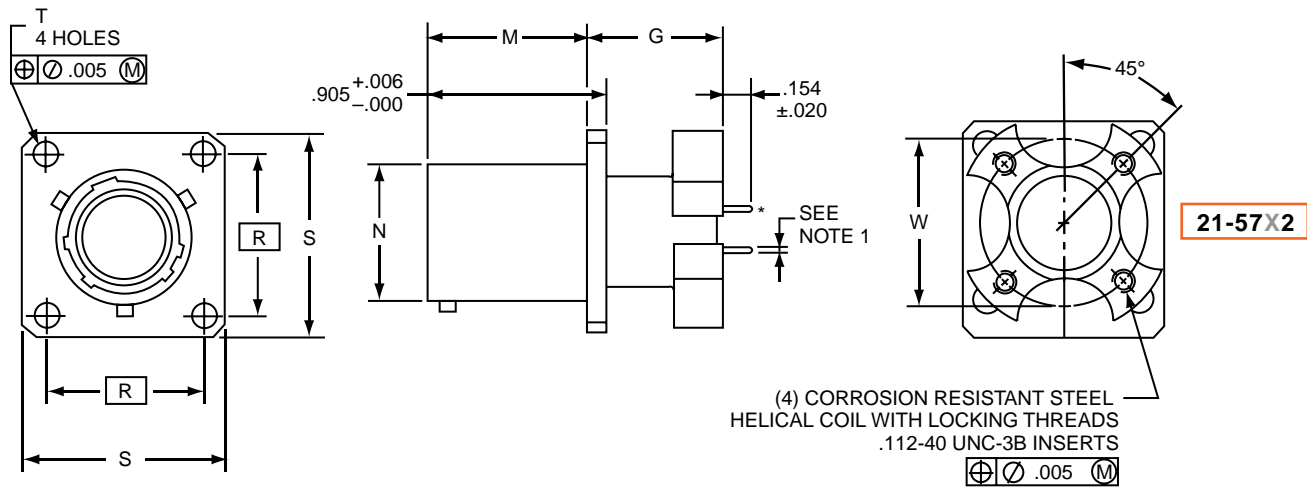 T
4 HOLES
⌖ ⌀ .005 Ⓜ
M
G
.905 +.006
–.000
.154
±.020
45°
R
S
N
*
SEE
NOTE 1
W
21-57X2
R
S
(4) CORROSION RESISTANT STEEL
HELICAL COIL WITH LOCKING THREADS
.112-40 UNC-3B INSERTS
⌖ ⌀ .005 Ⓜ